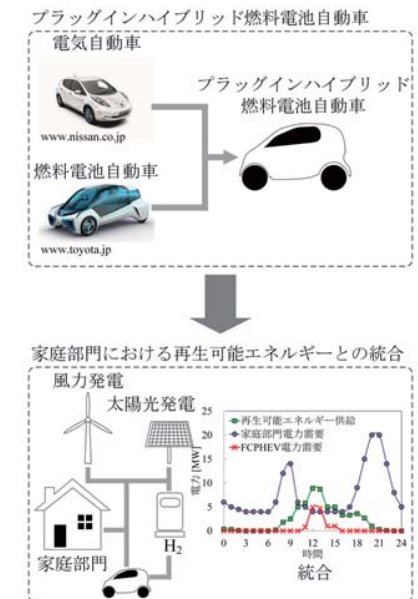 プラッグインハイブリッド燃料電池自動車
電気自動車
www.nissan.co.jp
燃料電池自動車
www.toyota.jp
プラッグインハイブリッド
燃料電池自動車
家庭部門における再生可能エネルギーとの統合
風力発電
太陽光発電
家庭部門
H₂
再生可能エネルギー供給
家庭部門電力需要
FCPHEV電力需要
電力 [MW]
25
20
15
10
5
0
0 3 6 9 12 15 18 21 24
時間
統合